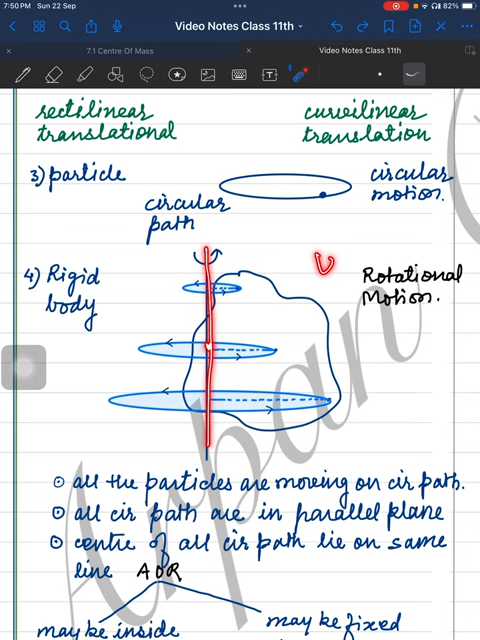 7:50 PM Sun 22 Sep
82%
Video Notes Class 11th
7.1 Centre Of Mass
Video Notes Class 11th
rectilinear
translational
curvilinear
translation
3) particle
circular
motion.
circular
path
4) Rigid
body
Rotational
Motion.
Arpan
⊙ all the particles are moving on cir path.
⊙ all cir path are in parallel plane
⊙ centre of all cir path lie on same
line AOR
may be inside
may be fixed